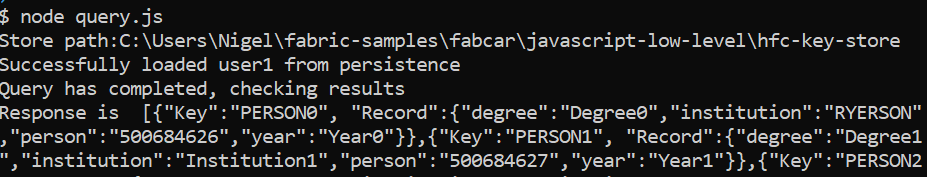 $ node query.js
Store path:C:\Users\Nigel\fabric-samples\fabcar\javascript-low-level\hfc-key-store
Successfully loaded user1 from persistence
Query has completed, checking results
Response is  [{"Key":"PERSON0", "Record":{"degree":"Degree0","institution":"RYERSON"
,"person":"500684626","year":"Year0"}},{"Key":"PERSON1", "Record":{"degree":"Degree1
","institution":"Institution1","person":"500684627","year":"Year1"}},{"Key":"PERSON2